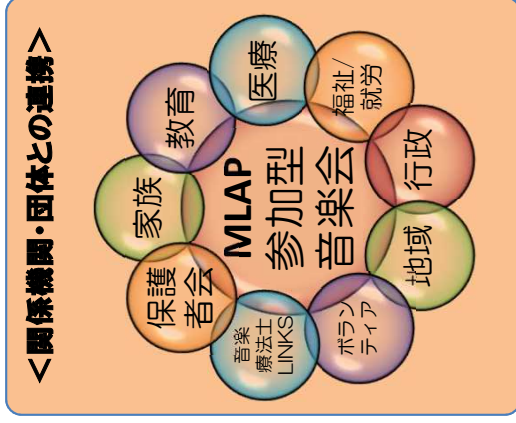 ＜関係機関・団体との連携＞
MLAP
参加型
音楽会
家族
教育
医療
福祉/
就労
行政
地域
ボラン
ティア
音楽
療法士
LINKS
保護
者会